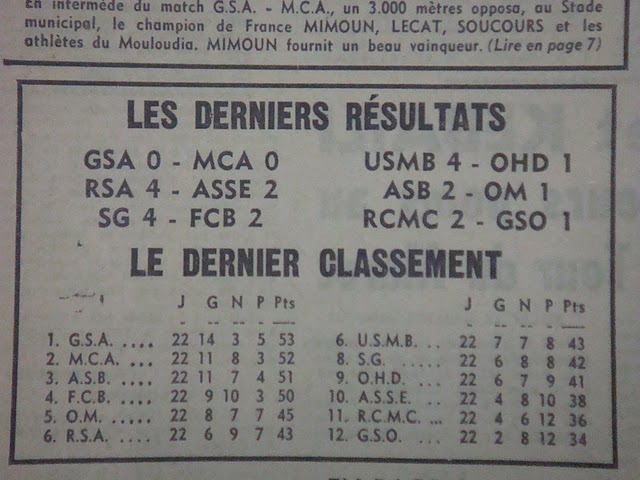 En intermède du match G.S.A. - M.C.A., un 3.000 mètres opposa, au Stade
municipal, le champion de France MIMOUN, LECAT, SOUCOURS et les
athlètes du Mouloudia. MIMOUN fournit un beau vainqueur. (Lire en page 7)
LES DERNIERS RÉSULTATS
GSA 0 - MCA 0
RSA 4 - ASSE 2
SG 4 - FCB 2
USMB 4 - OHD 1
ASB 2 - OM 1
RCMC 2 - GSO 1
LE DERNIER CLASSEMENT
J G N P Pts
1. G.S.A. .... 22 14 3 5 53
2. M.C.A. .... 22 11 8 3 52
3. A.S.B. .... 22 11 7 4 51
4. F.C.B. .... 22 9 10 3 50
5. O.M. ..... 22 8 7 7 45
6. R.S.A. .... 22 6 9 7 43
J G N P Pts
6. U.S.M.B. .. 22 7 7 8 43
8. S.G. ..... 22 6 8 8 42
9. O.H.D. ... 22 6 7 9 41
10. A.S.S.E. .. 22 4 8 10 38
11. R.C.M.C. ... 22 4 6 12 36
12. G.S.O. ... 22 2 8 12 34